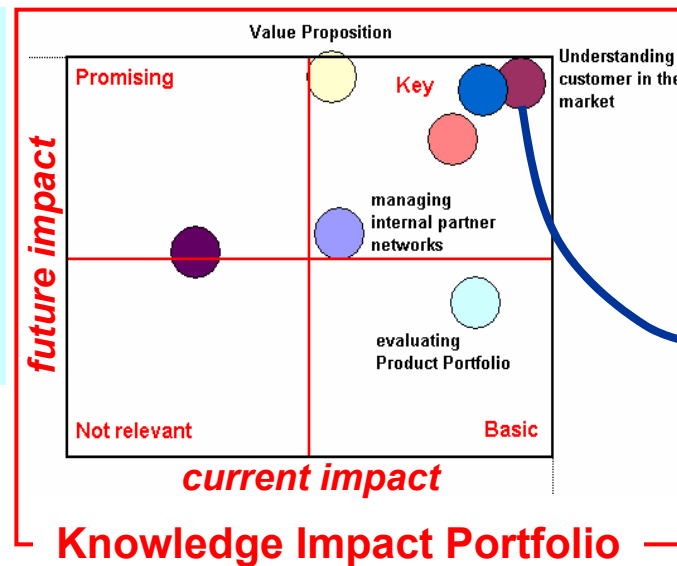 Value Proposition
Promising
Key
Understanding
customer in the
market
managing
internal partner
networks
future impact
evaluating
Product Portfolio
Not relevant
Basic
current impact
Knowledge Impact Portfolio